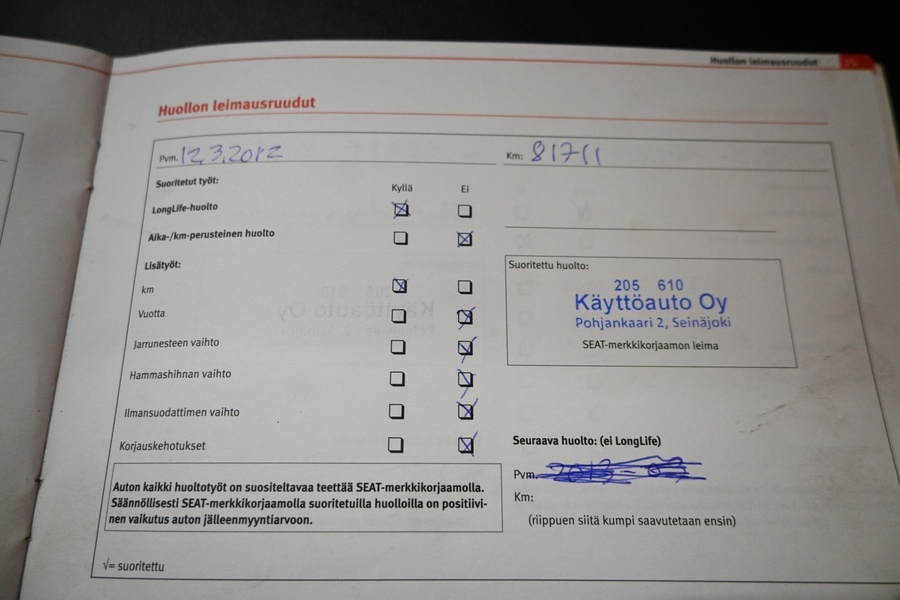 Huollon leimausruudut
Huollon leimausruudut
Pvm. 12.3.2012
Km: 81711
Suoritetut työt:
Kyllä Ei
LongLife-huolto
Aika-/km-perusteinen huolto
Lisätyöt:
km
Vuotta
Jarrunesteen vaihto
Hammashihnan vaihto
Ilmansuodattimen vaihto
Korjauskehotukset
Suoritettu huolto:
205 610
Käyttöauto Oy
Pohjankaari 2, Seinäjoki
SEAT-merkkikorjaamon leima
Seuraava huolto: (ei LongLife)
Pvm.
Km:
(riippuen siitä kumpi saavutetaan ensin)
Auton kaikki huoltotyöt on suositeltavaa teettää SEAT-merkkikorjaamolla.
Säännöllisesti SEAT-merkkikorjaamolla suoritetuilla huolloilla on positiivi-
nen vaikutus auton jälleenmyyntiarvoon.
√= suoritettu